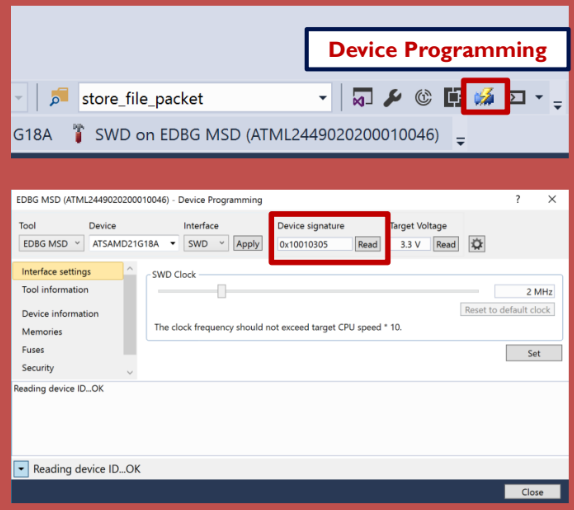 Device Programming
store_file_packet
G18A SWD on EDBG MSD (ATML2449020200010046)
EDBG MSD (ATML2449020200010046) - Device Programming ? ×
Tool Device Interface Device signature Target Voltage
EDBG MSD ATSAMD21G18A SWD Apply 0x10010305 Read 3.3 V Read
Interface settings
Tool information
Device information
Memories
Fuses
Security
SWD Clock
2 MHz
Reset to default clock
The clock frequency should not exceed target CPU speed * 10.
Set
Reading device ID...OK
Reading device ID...OK
Close